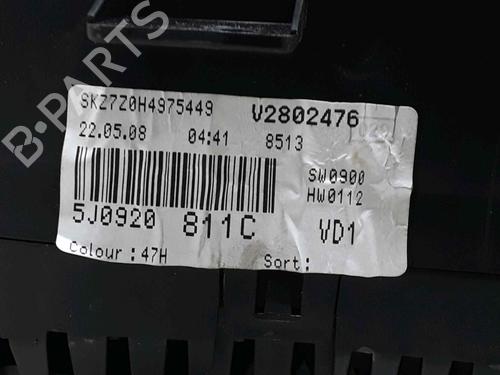 B-PARTS
SKZ7Z0H4975449 V2802476
22.05.08 04:41 8513
SW0900
HW0112
5J0920 811C VD1
Colour : 47H Sort: